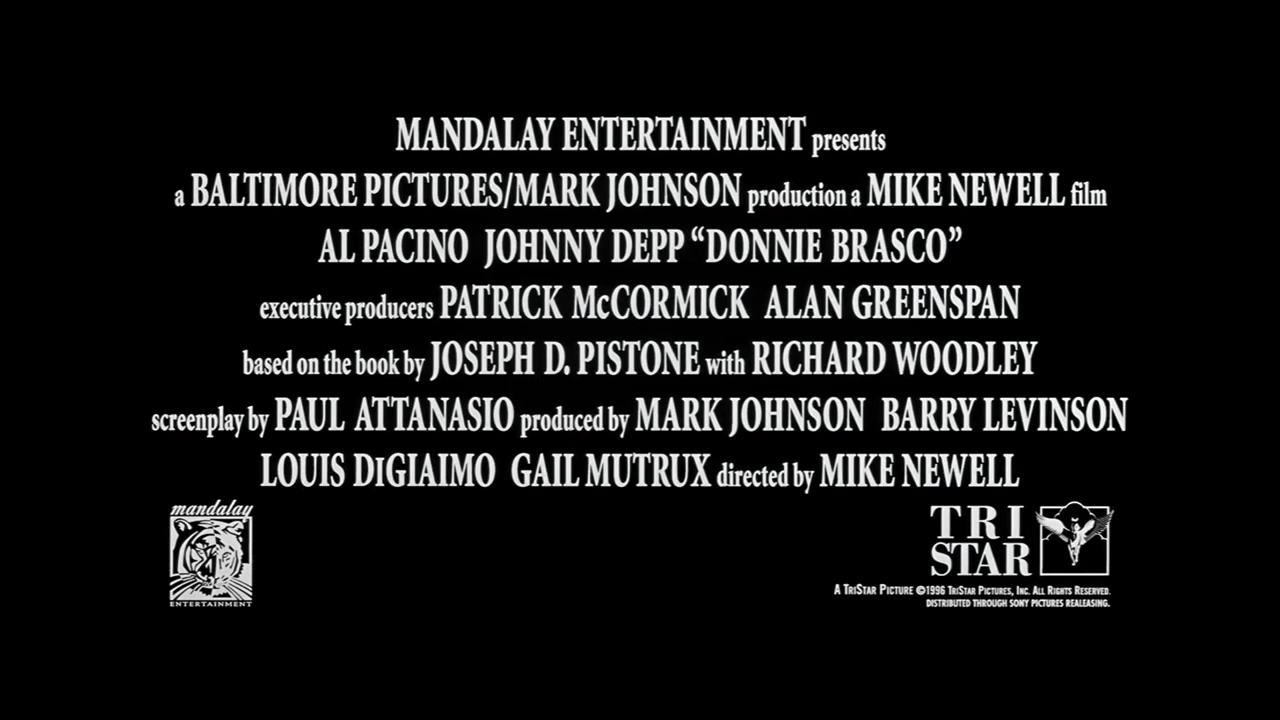 MANDALAY ENTERTAINMENT presents
a BALTIMORE PICTURES/MARK JOHNSON production a MIKE NEWELL film
AL PACINO JOHNNY DEPP “DONNIE BRASCO”
executive producers PATRICK McCORMICK ALAN GREENSPAN
based on the book by JOSEPH D. PISTONE with RICHARD WOODLEY
screenplay by PAUL ATTANASIO produced by MARK JOHNSON BARRY LEVINSON
LOUIS DiGIAIMO GAIL MUTRUX directed by MIKE NEWELL
mandalay
ENTERTAINMENT
TRI
STAR
A TRISTAR PICTURE ©1996 TRISTAR PICTURES, INC. ALL RIGHTS RESERVED.
DISTRIBUTED THROUGH SONY PICTURES REALEASING.